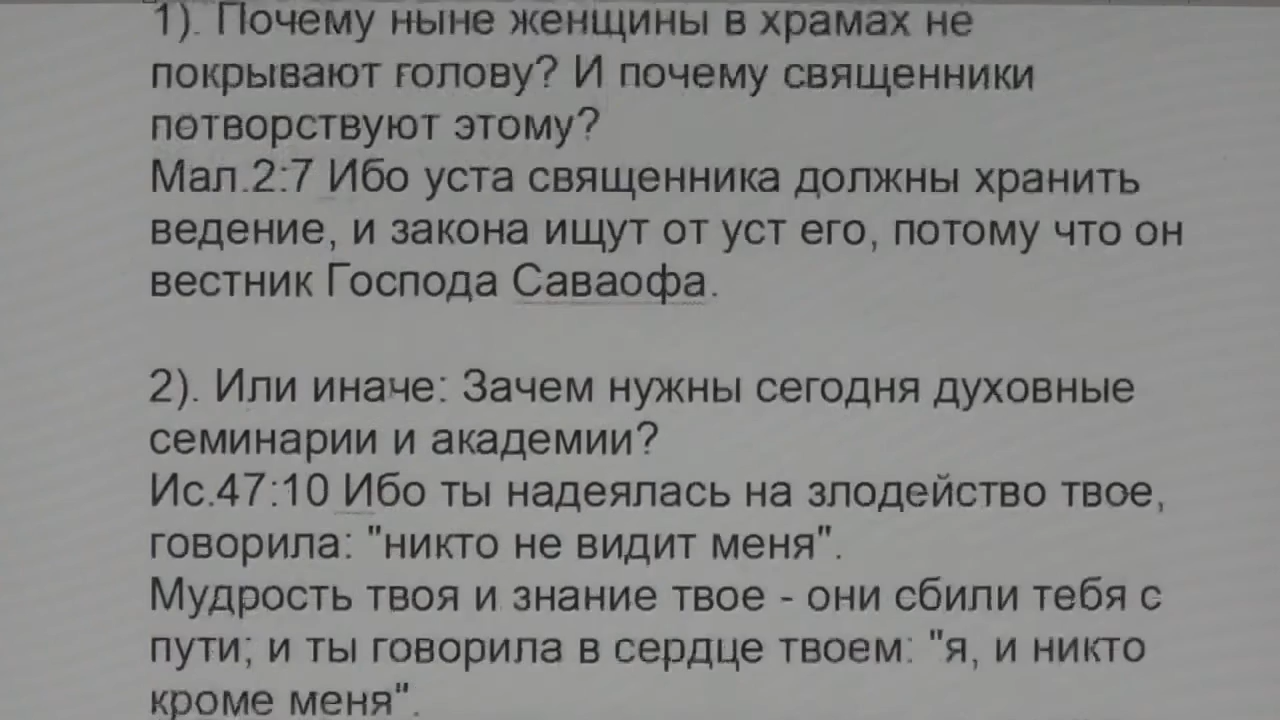 1). Почему ныне женщины в храмах не
покрывают голову? И почему священники
потворствуют этому?
Мал.2:7 Ибо уста священника должны хранить
ведение, и закона ищут от уст его, потому что он
вестник Господа Саваофа.
2). Или иначе: Зачем нужны сегодня духовные
семинарии и академии?
Ис.47:10 Ибо ты надеялась на злодейство твое,
говорила: "никто не видит меня".
Мудрость твоя и знание твое - они сбили тебя с
пути; и ты говорила в сердце твоем: "я, и никто
кроме меня".